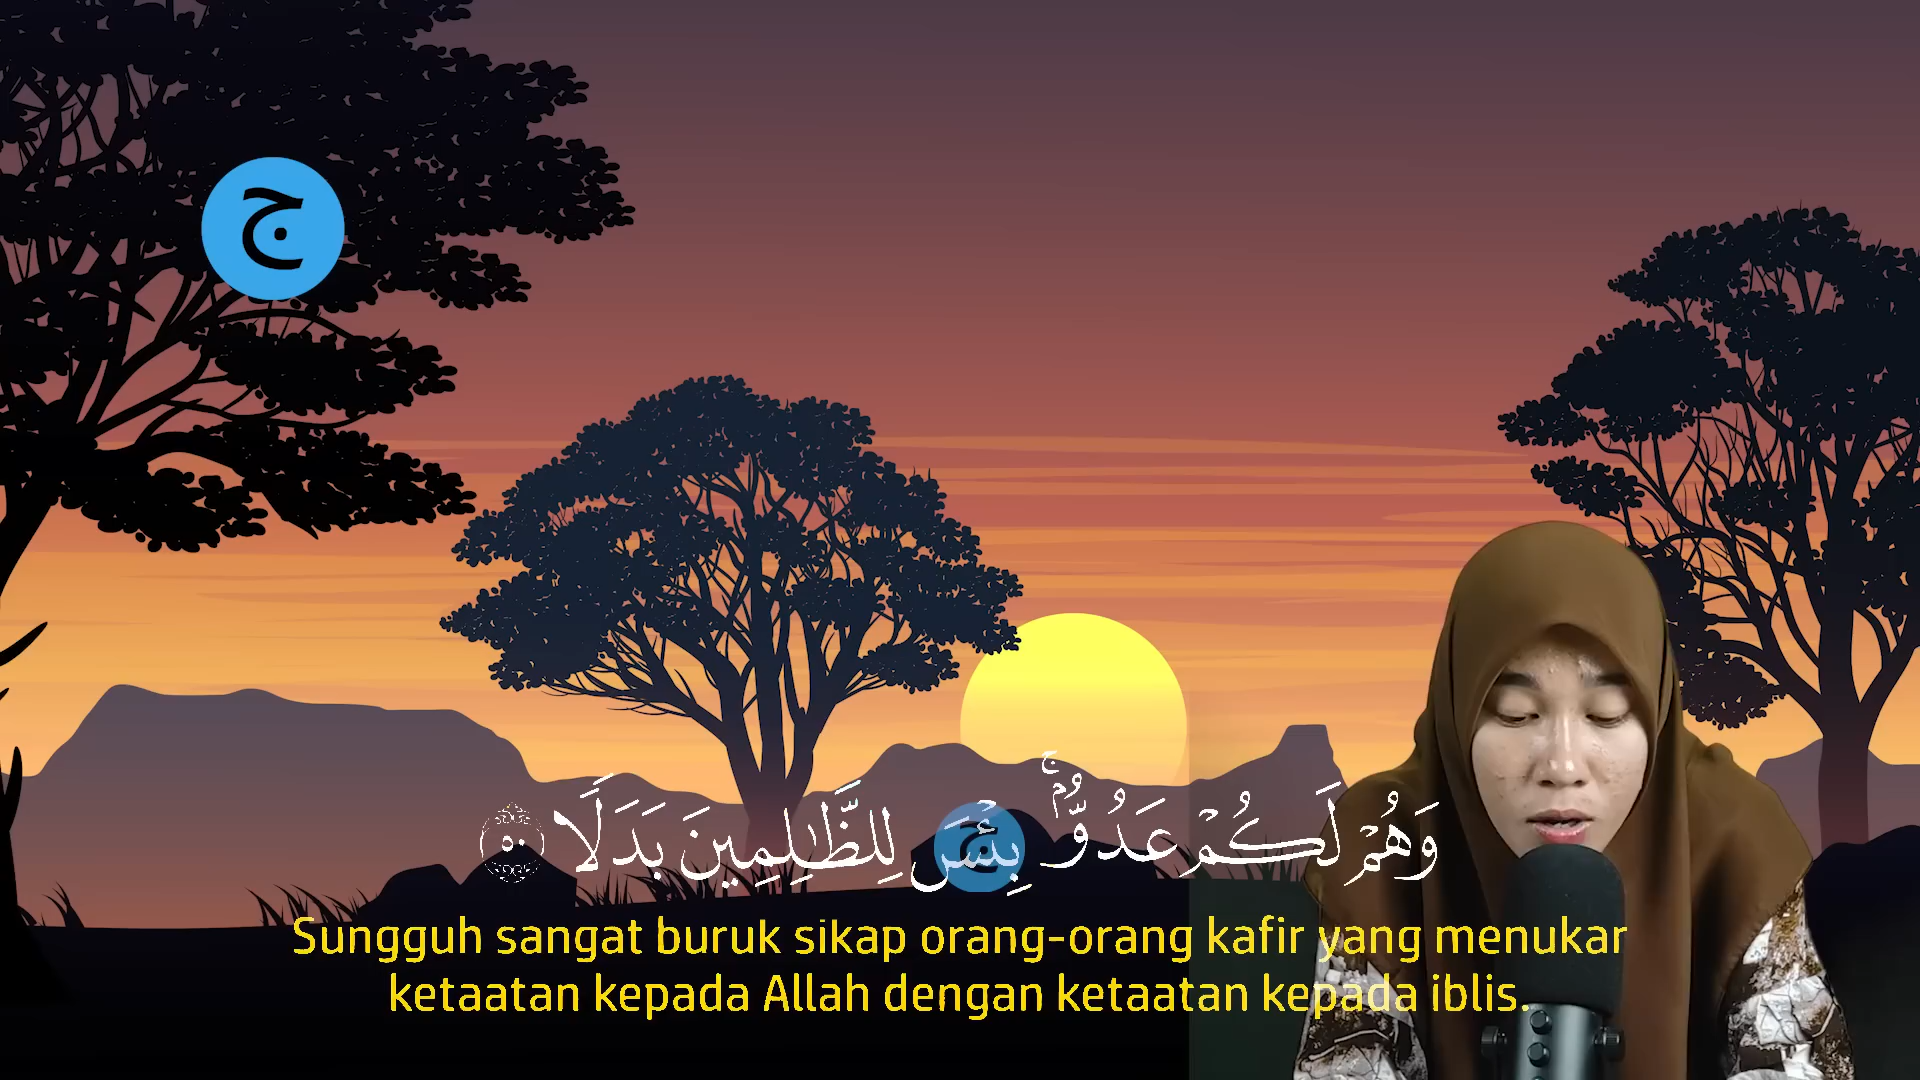 ج
وَهُمْ لَكُمْ عَدُوٌّۢ ۚ بِئْسَ لِلظَّٰلِمِينَ بَدَلًا ٥٠
ج
Sungguh sangat buruk sikap orang-orang kafir yang menukar
ketaatan kepada Allah dengan ketaatan kepada iblis.